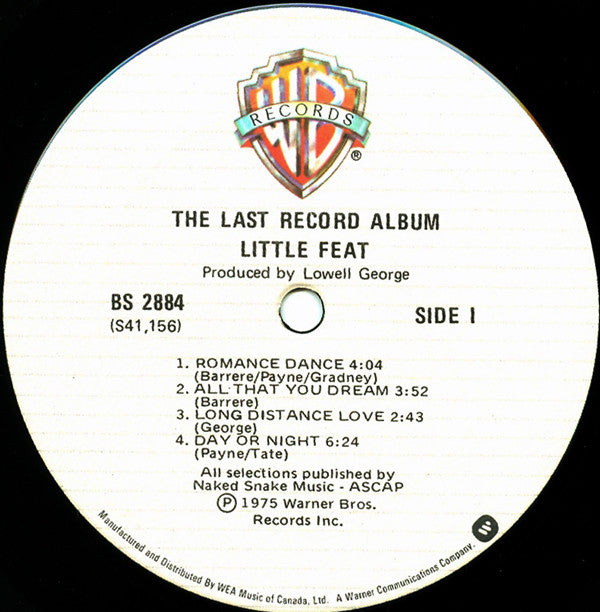 WB
RECORDS
®
THE LAST RECORD ALBUM
LITTLE FEAT
Produced by Lowell George
BS 2884
(S41,156)
SIDE 1
1. ROMANCE DANCE 4:04
(Barrere/Payne/Gradney)
2. ALL THAT YOU DREAM 3:52
(Barrere)
3. LONG DISTANCE LOVE 2:43
(George)
4. DAY OR NIGHT 6:24
(Payne/Tate)
All selections published by
Naked Snake Music - ASCAP
Ⓟ 1975 Warner Bros.
Records Inc.
Manufactured and Distributed By WEA Music of Canada, Ltd. A Warner Communications Company.